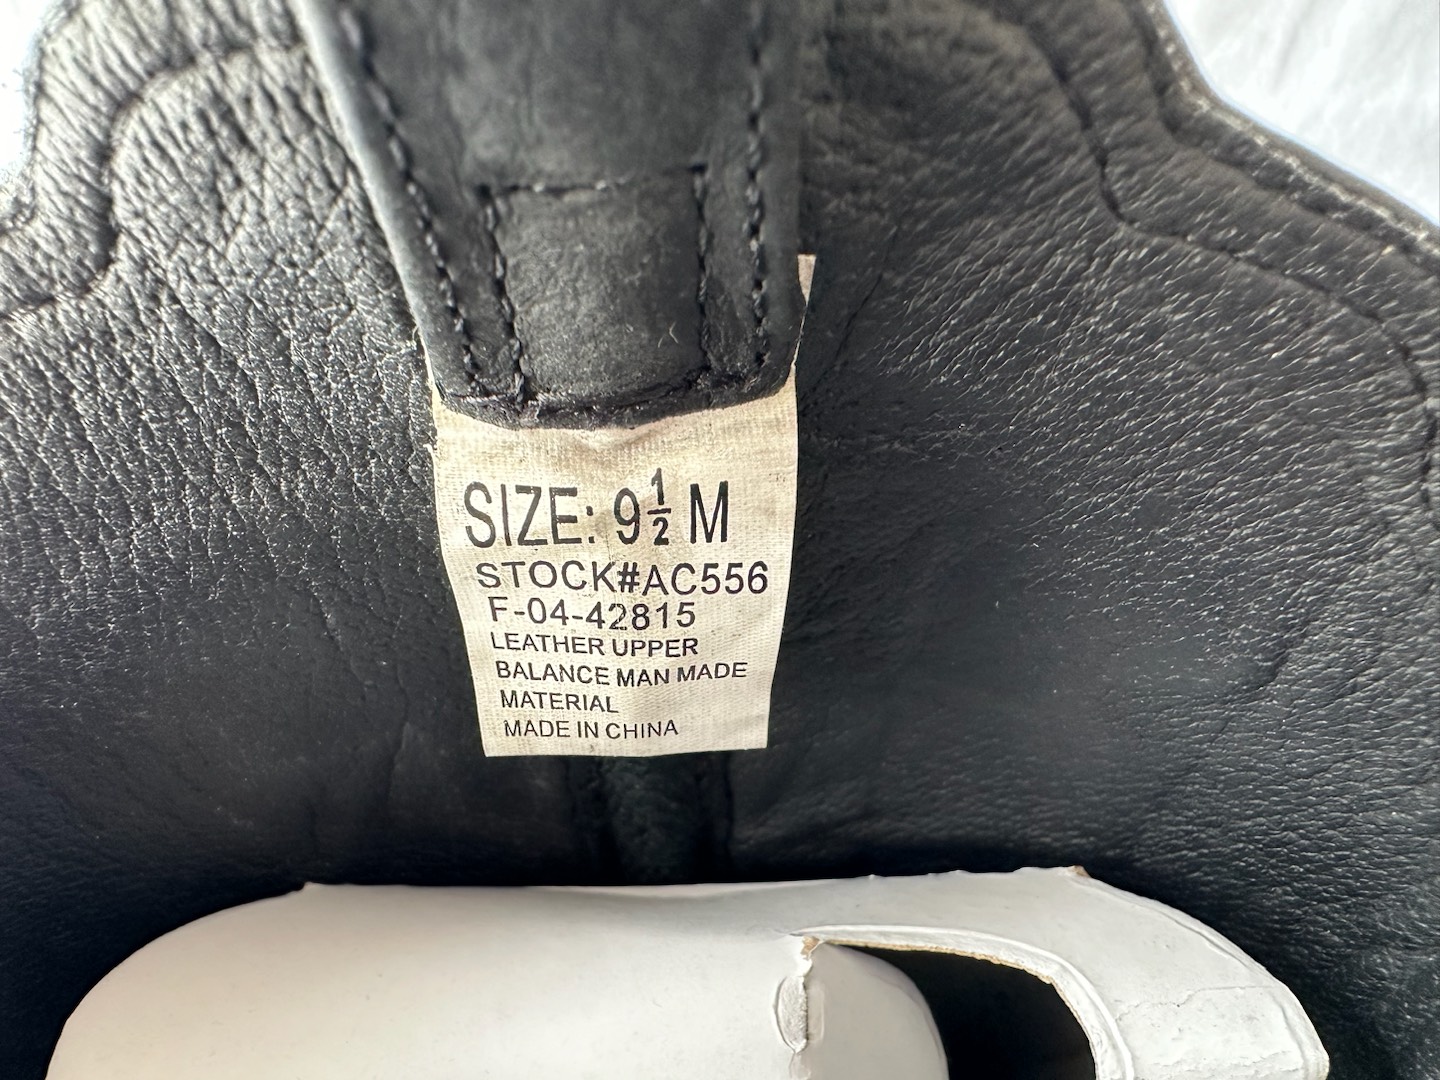 SIZE: 9½ M
STOCK#AC556
F-04-42815
LEATHER UPPER
BALANCE MAN MADE
MATERIAL
MADE IN CHINA